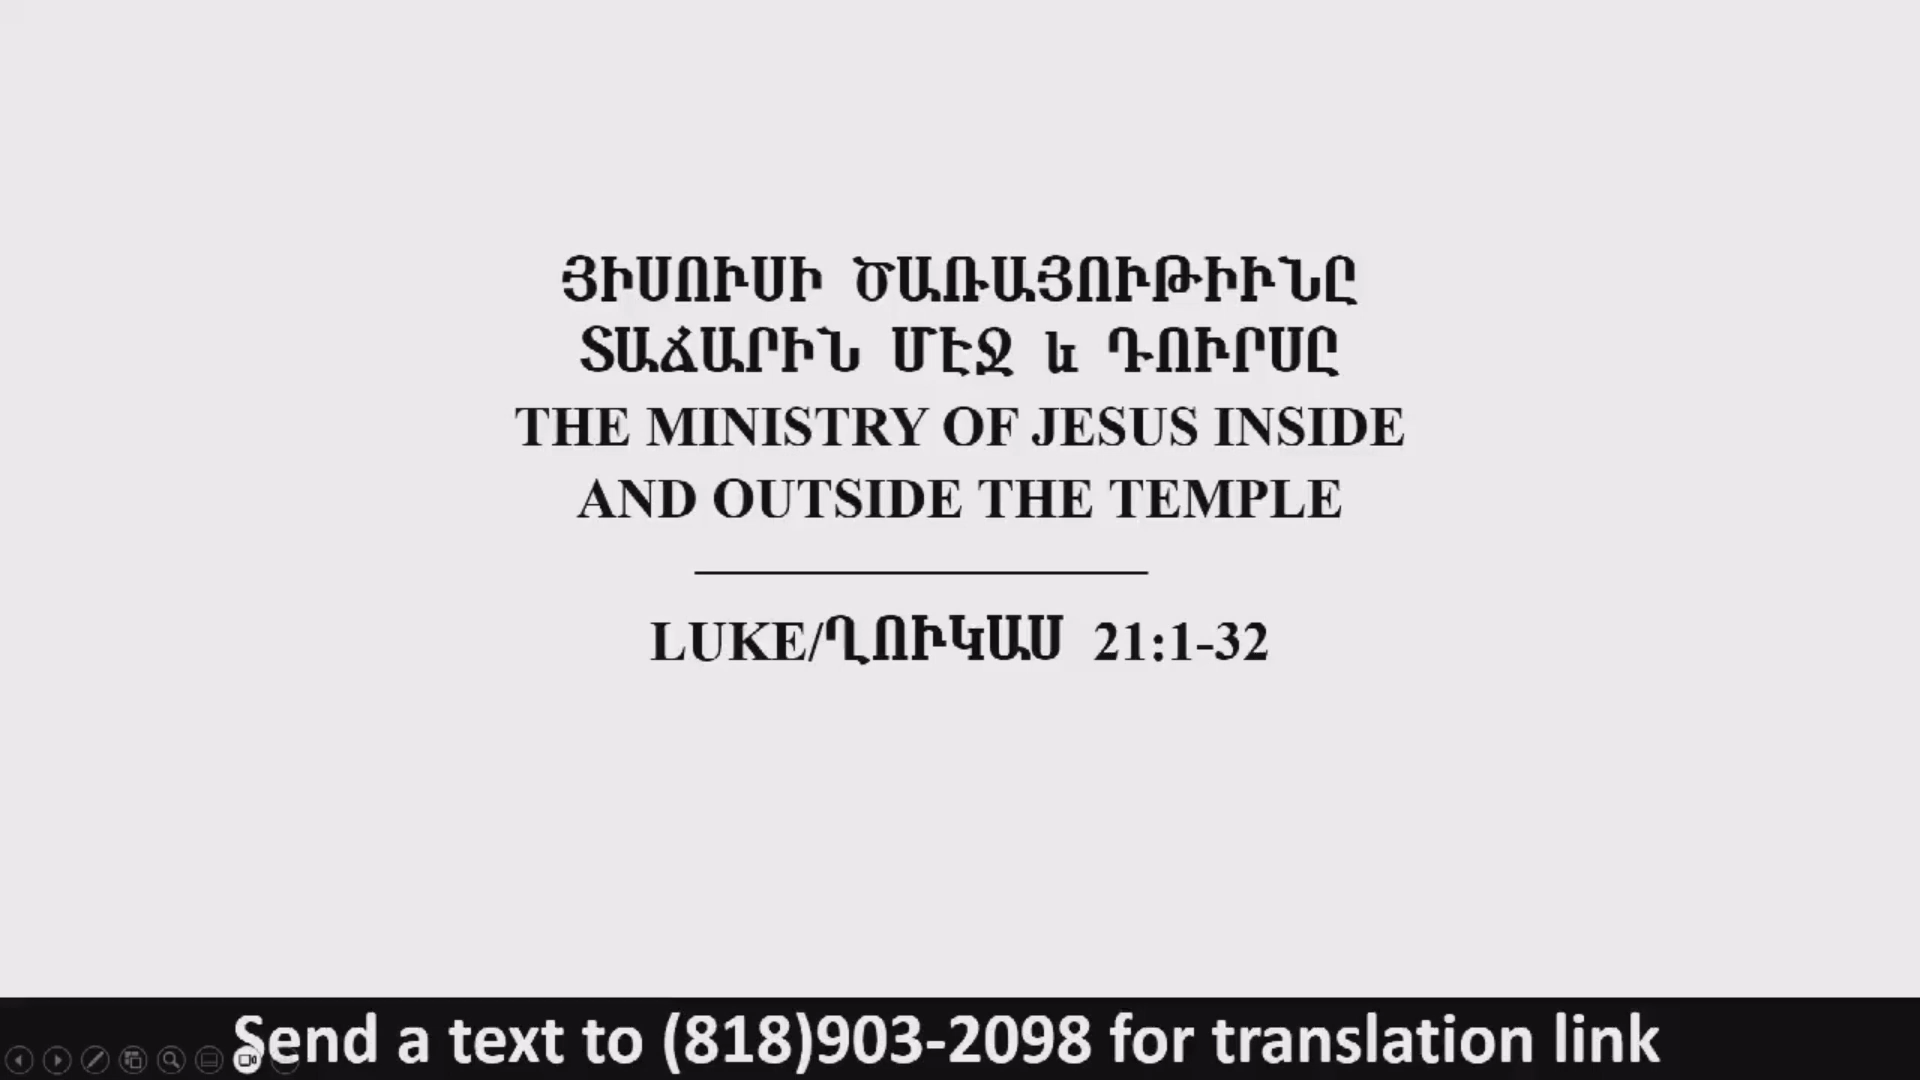 ՅԻՍՈՒՍԻ ԾԱՌԱՅՈՒԹԻՒՆԸ
ՏԱՃԱՐԻՆ ՄԷՋ և ԴՈՒՐՍԸ
THE MINISTRY OF JESUS INSIDE
AND OUTSIDE THE TEMPLE
LUKE/ՂՈՒԿԱՍ 21:1-32
Send a text to (818)903-2098 for translation link